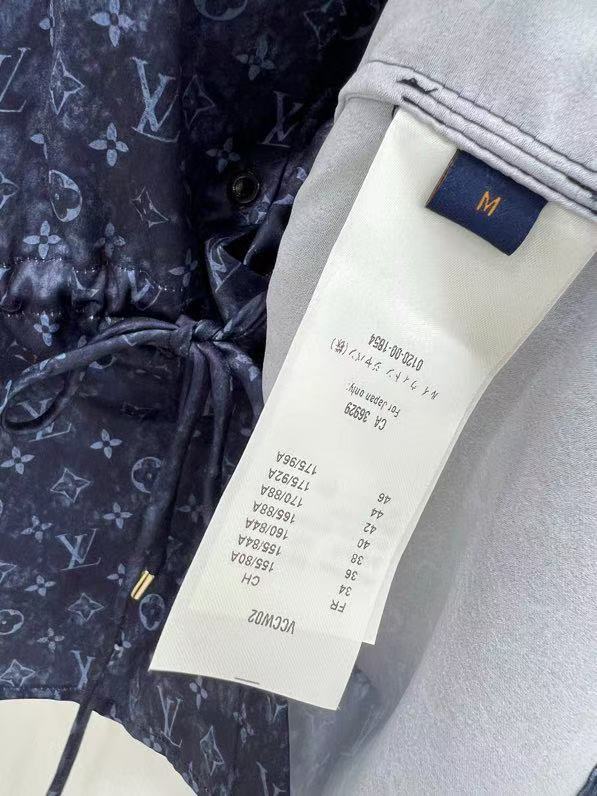 M
VCCW02
FR CH
34 155/80A
36 155/84A
38 160/84A
40 165/88A
42 170/88A
44 175/92A
46 175/96A
CA 36929
For Japan only:
ルイ ヴィトン ジャパン(株)
0120-00-1854